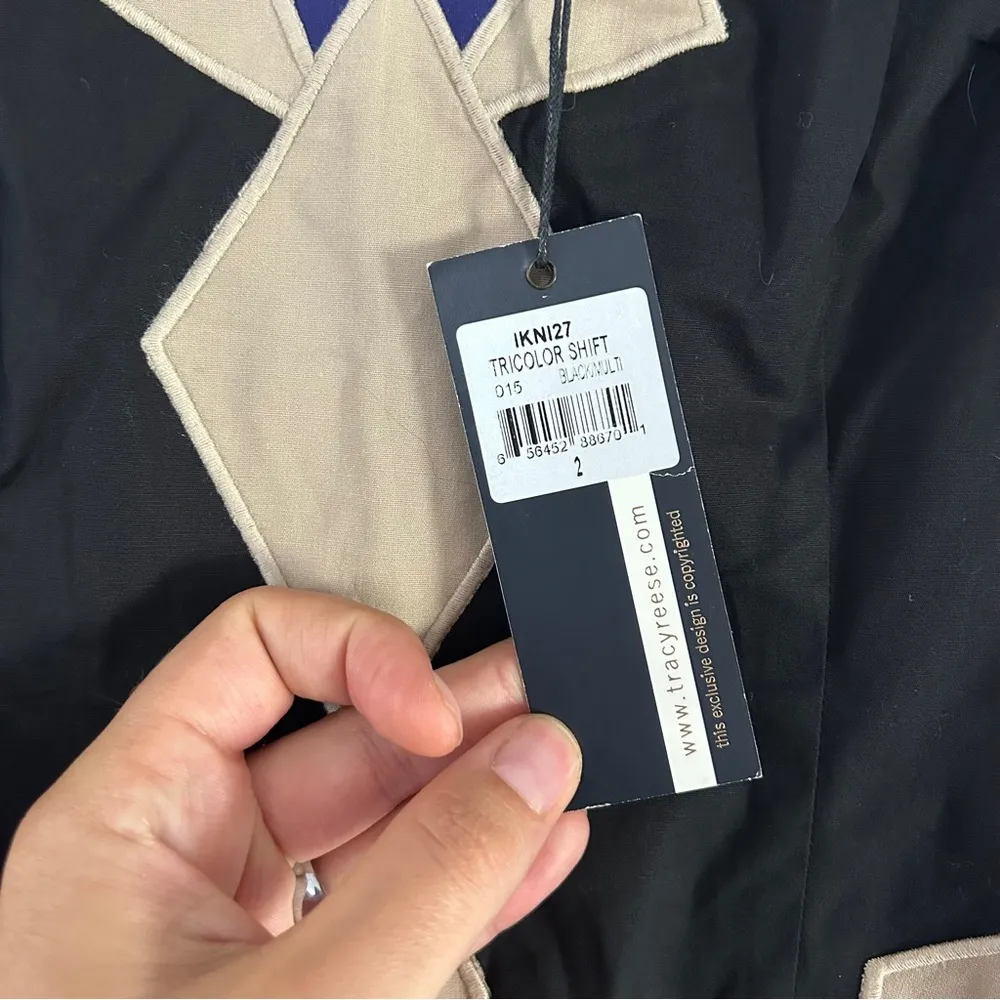 IKNI27
TRICOLOR SHIFT
015 BLACK/MULTI
6 56452 88670 1
2
www.tracyreese.com
this exclusive design is copyrighted